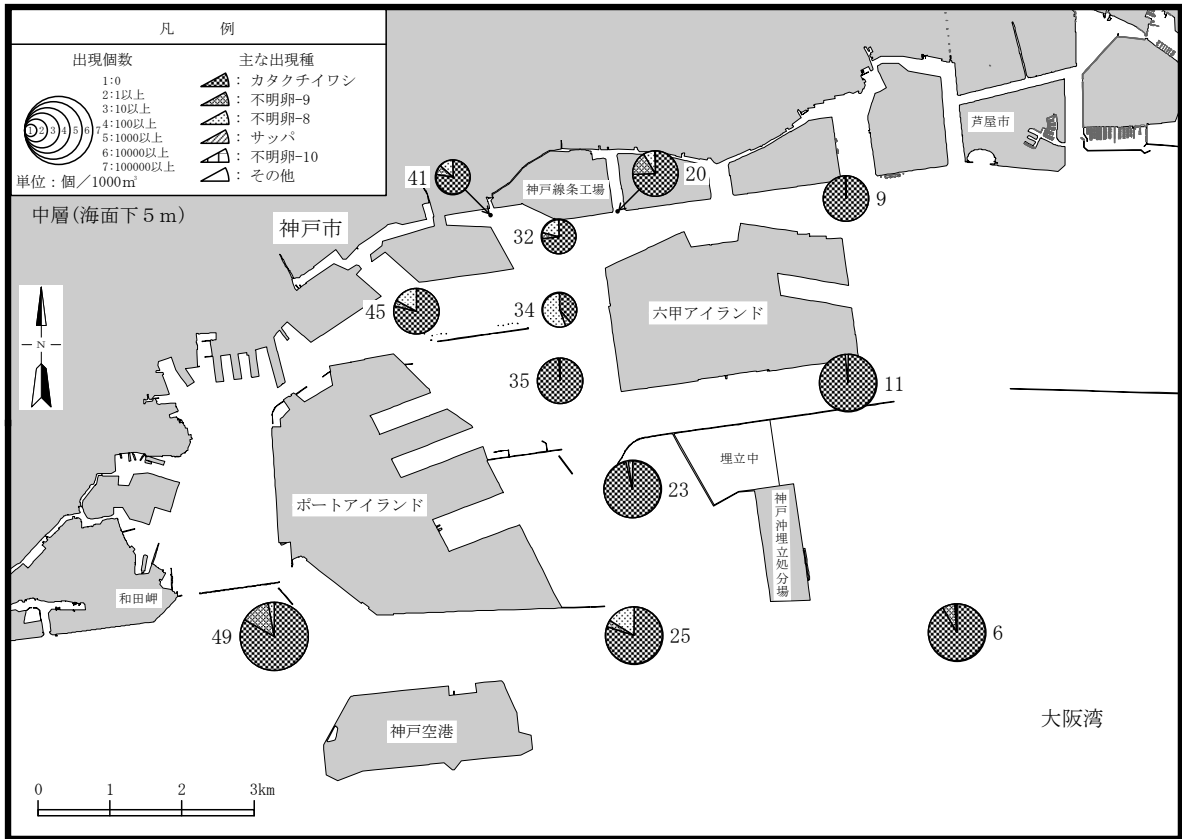 凡 例
出現個数
1:0
2:1以上
3:10以上
4:100以上
5:1000以上
6:10000以上
7:100000以上
1 2 3 4 5 6 7
単位：個／1000㎥
主な出現種
：カタクチイワシ
：不明卵-9
：不明卵-8
：サッパ
：不明卵-10
：その他
中層(海面下５m)
芦屋市
41
神戸線条工場
20
9
神戸市
32
45
34
六甲アイランド
N
35
11
埋立中
23
ポートアイランド
神戸沖埋立処分場
和田岬
49
25
6
大阪湾
神戸空港
0 1 2 3km